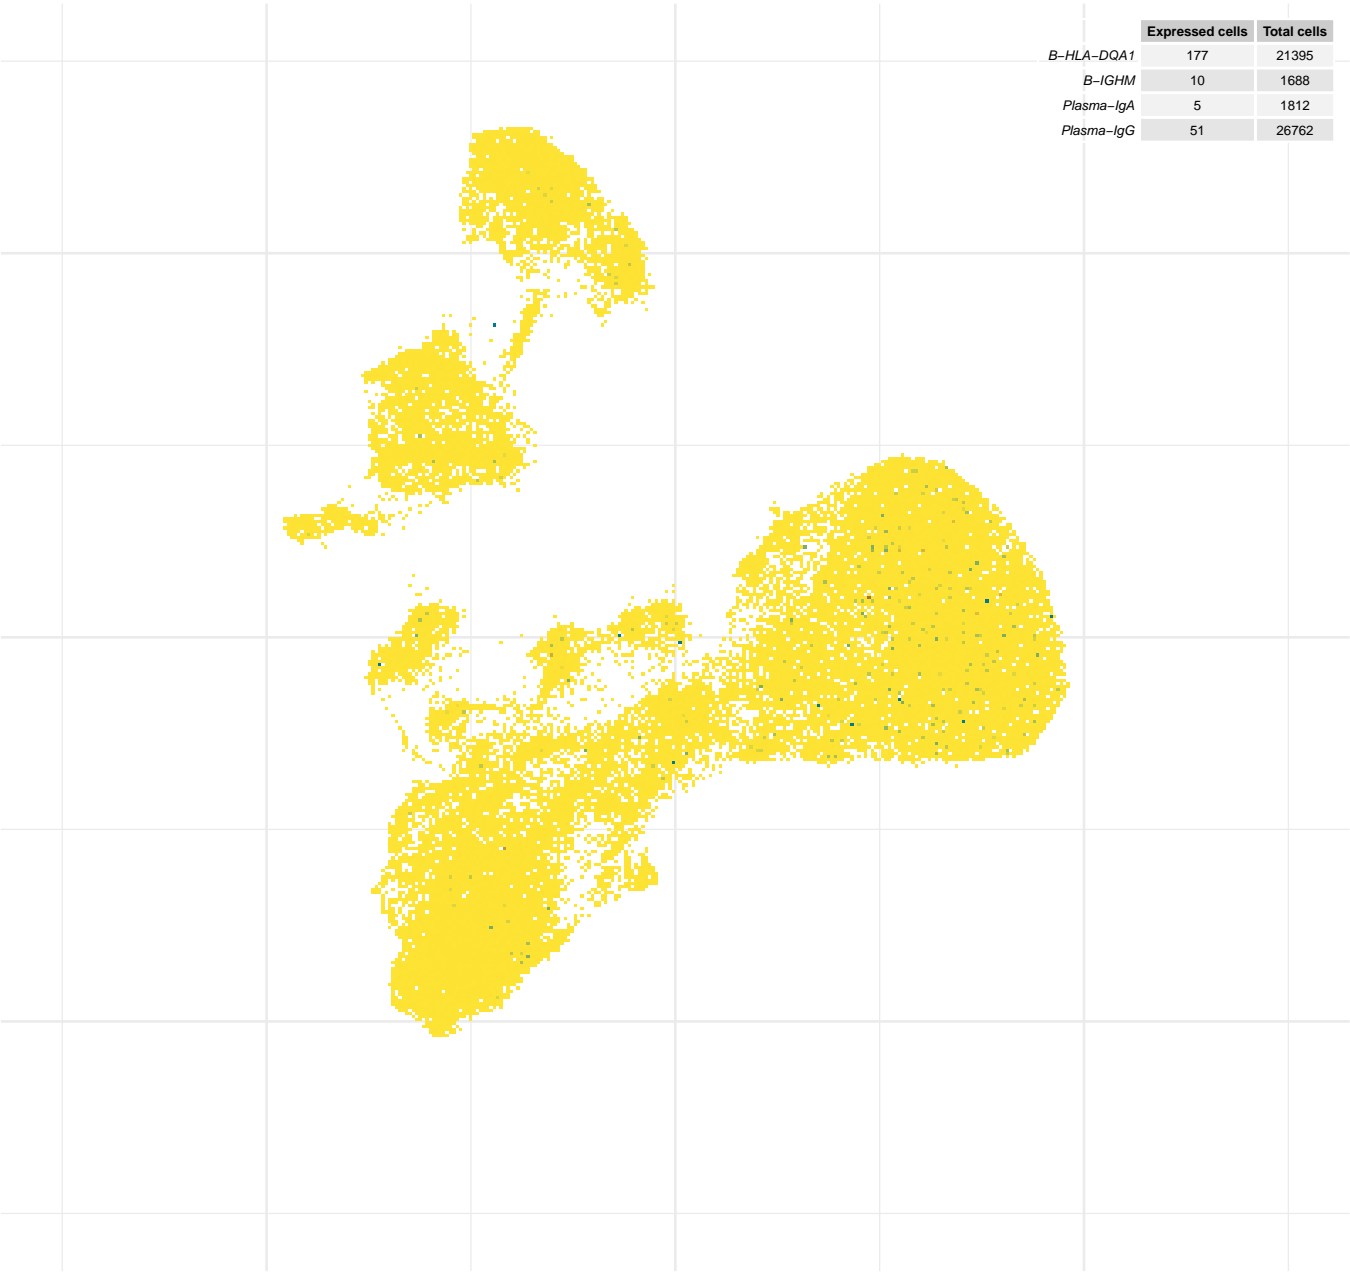 Expressed cells Total cells
B−HLA−DQA1 177 21395
B−IGHM 10 1688
Plasma−IgA 5 1812
Plasma−IgG 51 26762